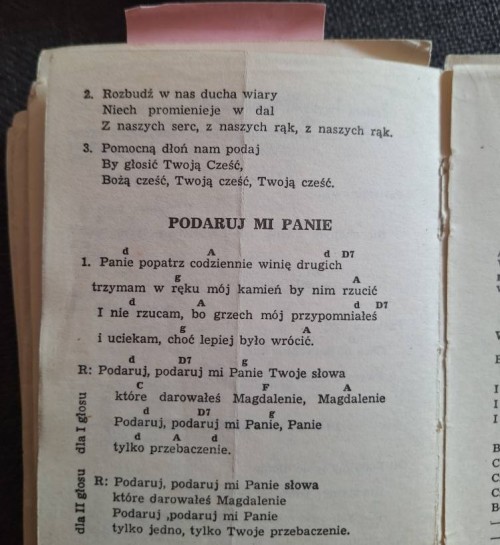 2. Rozbudź w nas ducha wiary
Niech promienieje w dal
Z naszych serc, z naszych rąk, z naszych rąk.
3. Pomocną dłoń nam podaj
By głosić Twoją Cześć,
Bożą cześć, Twoją cześć, Twoją cześć.
PODARUJ MI PANIE
d A d D7
1. Panie popatrz codziennie winię drugich
g A
trzymam w ręku mój kamień by nim rzucić
d A d D7
I nie rzucam, bo grzech mój przypomniałeś
g A
i uciekam, choć lepiej było wrócić.
d D7 g
R: Podaruj, podaruj mi Panie Twoje słowa
C F A
które darowałeś Magdalenie, Magdalenie
d D7 g
Podaruj, podaruj mi Panie, Panie
d A d
tylko przebaczenie.
dla I głosu
R: Podaruj, podaruj mi Panie słowa
które darowałeś Magdalenie
Podaruj ,podaruj mi Panie
tylko jedno, tylko Twoje przebaczenie.
dla II głosu